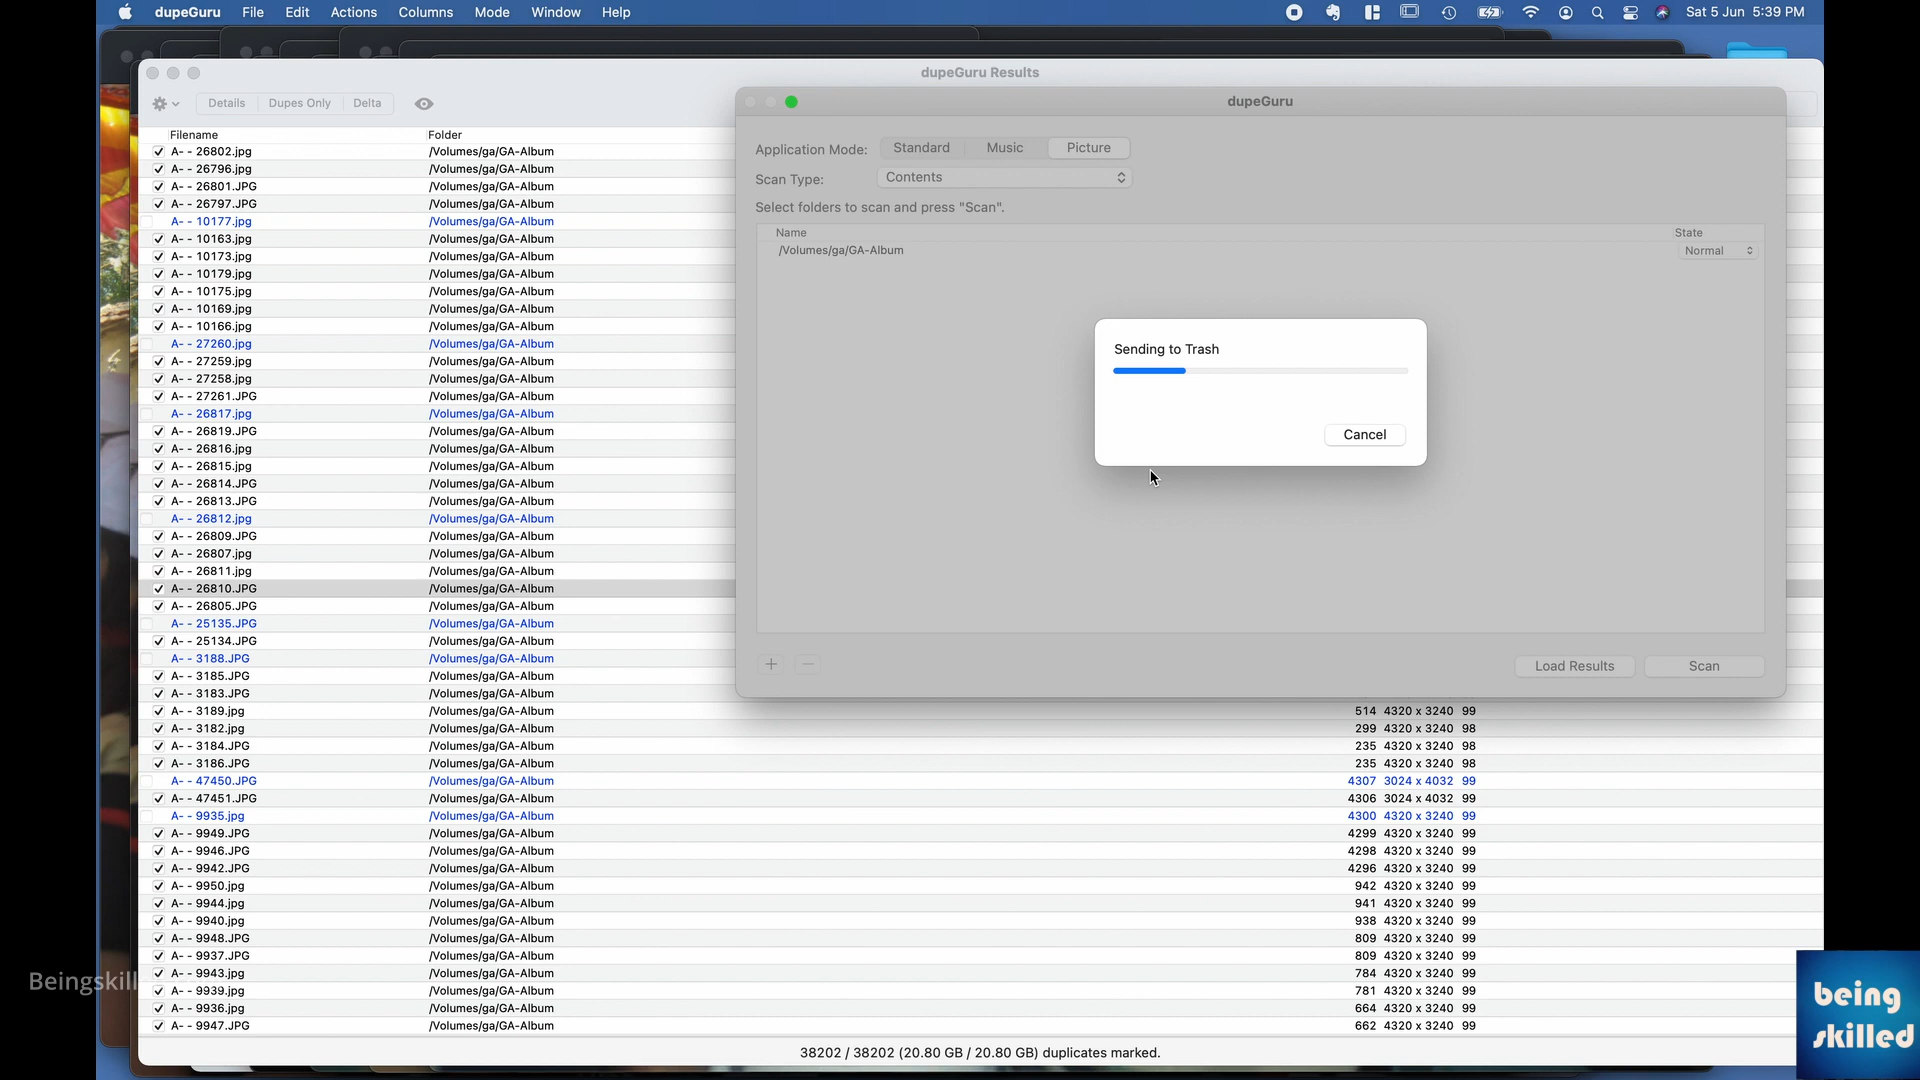 dupeGuru File Edit Actions Columns Mode Window Help Sat 5 Jun 5:39 PM
dupeGuru Results
Details Dupes Only Delta
Filename Folder
A- - 26802.jpg /Volumes/ga/GA-Album
A- - 26796.jpg /Volumes/ga/GA-Album
A- - 26801.JPG /Volumes/ga/GA-Album
A- - 26797.JPG /Volumes/ga/GA-Album
A- - 10177.jpg /Volumes/ga/GA-Album
A- - 10163.jpg /Volumes/ga/GA-Album
A- - 10173.jpg /Volumes/ga/GA-Album
A- - 10179.jpg /Volumes/ga/GA-Album
A- - 10175.jpg /Volumes/ga/GA-Album
A- - 10169.jpg /Volumes/ga/GA-Album
A- - 10166.jpg /Volumes/ga/GA-Album
A- - 27260.jpg /Volumes/ga/GA-Album
A- - 27259.jpg /Volumes/ga/GA-Album
A- - 27258.jpg /Volumes/ga/GA-Album
A- - 27261.JPG /Volumes/ga/GA-Album
A- - 26817.jpg /Volumes/ga/GA-Album
A- - 26819.JPG /Volumes/ga/GA-Album
A- - 26816.jpg /Volumes/ga/GA-Album
A- - 26815.jpg /Volumes/ga/GA-Album
A- - 26814.JPG /Volumes/ga/GA-Album
A- - 26813.JPG /Volumes/ga/GA-Album
A- - 26812.jpg /Volumes/ga/GA-Album
A- - 26809.JPG /Volumes/ga/GA-Album
A- - 26807.jpg /Volumes/ga/GA-Album
A- - 26811.jpg /Volumes/ga/GA-Album
A- - 26810.JPG /Volumes/ga/GA-Album
A- - 26805.JPG /Volumes/ga/GA-Album
A- - 25135.JPG /Volumes/ga/GA-Album
A- - 25134.JPG /Volumes/ga/GA-Album
A- - 3188.JPG /Volumes/ga/GA-Album
A- - 3185.JPG /Volumes/ga/GA-Album
A- - 3183.JPG /Volumes/ga/GA-Album
A- - 3189.jpg /Volumes/ga/GA-Album 514 4320 x 3240 99
A- - 3182.jpg /Volumes/ga/GA-Album 299 4320 x 3240 98
A- - 3184.JPG /Volumes/ga/GA-Album 235 4320 x 3240 98
A- - 3186.JPG /Volumes/ga/GA-Album 235 4320 x 3240 98
A- - 47450.JPG /Volumes/ga/GA-Album 4307 3024 x 4032 99
A- - 47451.JPG /Volumes/ga/GA-Album 4306 3024 x 4032 99
A- - 9935.jpg /Volumes/ga/GA-Album 4300 4320 x 3240 99
A- - 9949.JPG /Volumes/ga/GA-Album 4299 4320 x 3240 99
A- - 9946.JPG /Volumes/ga/GA-Album 4298 4320 x 3240 99
A- - 9942.JPG /Volumes/ga/GA-Album 4296 4320 x 3240 99
A- - 9950.jpg /Volumes/ga/GA-Album 942 4320 x 3240 99
A- - 9944.jpg /Volumes/ga/GA-Album 941 4320 x 3240 99
A- - 9940.jpg /Volumes/ga/GA-Album 938 4320 x 3240 99
A- - 9948.JPG /Volumes/ga/GA-Album 809 4320 x 3240 99
A- - 9937.JPG /Volumes/ga/GA-Album 809 4320 x 3240 99
A- - 9943.jpg /Volumes/ga/GA-Album 784 4320 x 3240 99
A- - 9939.jpg /Volumes/ga/GA-Album 781 4320 x 3240 99
A- - 9936.jpg /Volumes/ga/GA-Album 664 4320 x 3240 99
A- - 9947.JPG /Volumes/ga/GA-Album 662 4320 x 3240 99
38202 / 38202 (20.80 GB / 20.80 GB) duplicates marked.
dupeGuru
Application Mode: Standard Music Picture
Scan Type: Contents
Select folders to scan and press "Scan".
Name State
/Volumes/ga/GA-Album Normal
Sending to Trash
Cancel
Load Results Scan
Beingskill
being
skilled